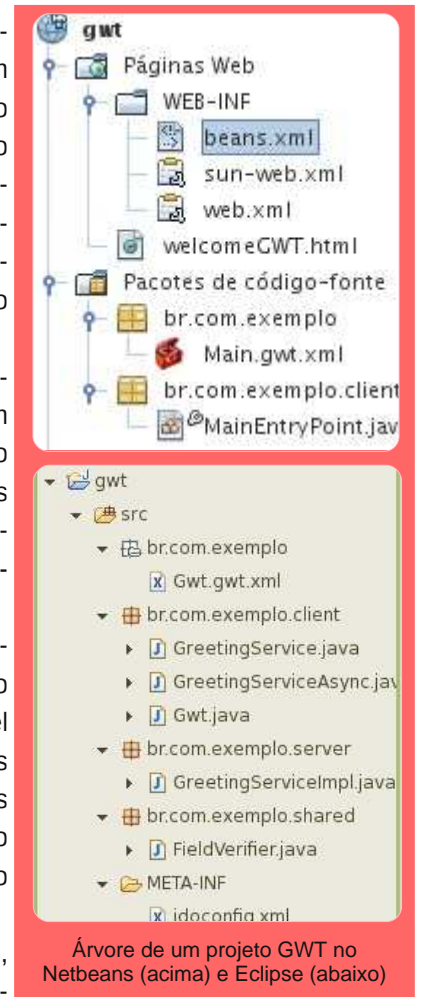 gwt
Páginas Web
WEB-INF
beans.xml
sun-web.xml
web.xml
welcomeGWT.html
Pacotes de código-fonte
br.com.exemplo
Main.gwt.xml
br.com.exemplo.client
MainEntryPoint.jav
gwt
src
br.com.exemplo
Gwt.gwt.xml
br.com.exemplo.client
GreetingService.java
GreetingServiceAsync.jav
Gwt.java
br.com.exemplo.server
GreetingServiceImpl.java
br.com.exemplo.shared
FieldVerifier.java
META-INF
jdoconfig.xml
Árvore de um projeto GWT no
Netbeans (acima) e Eclipse (abaixo)